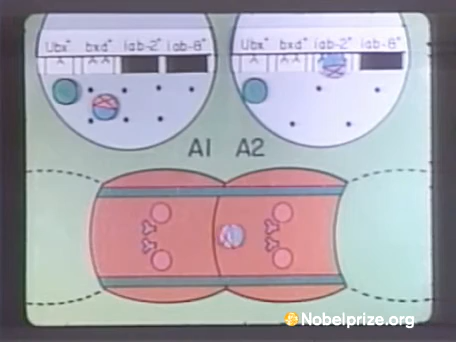 Ubx⁺ bxd⁺ iab-2⁺ iab-8⁺
Ubx⁺ bxd⁺ iab-2⁺ iab-8⁺
A1 A2
Nobelprize.org